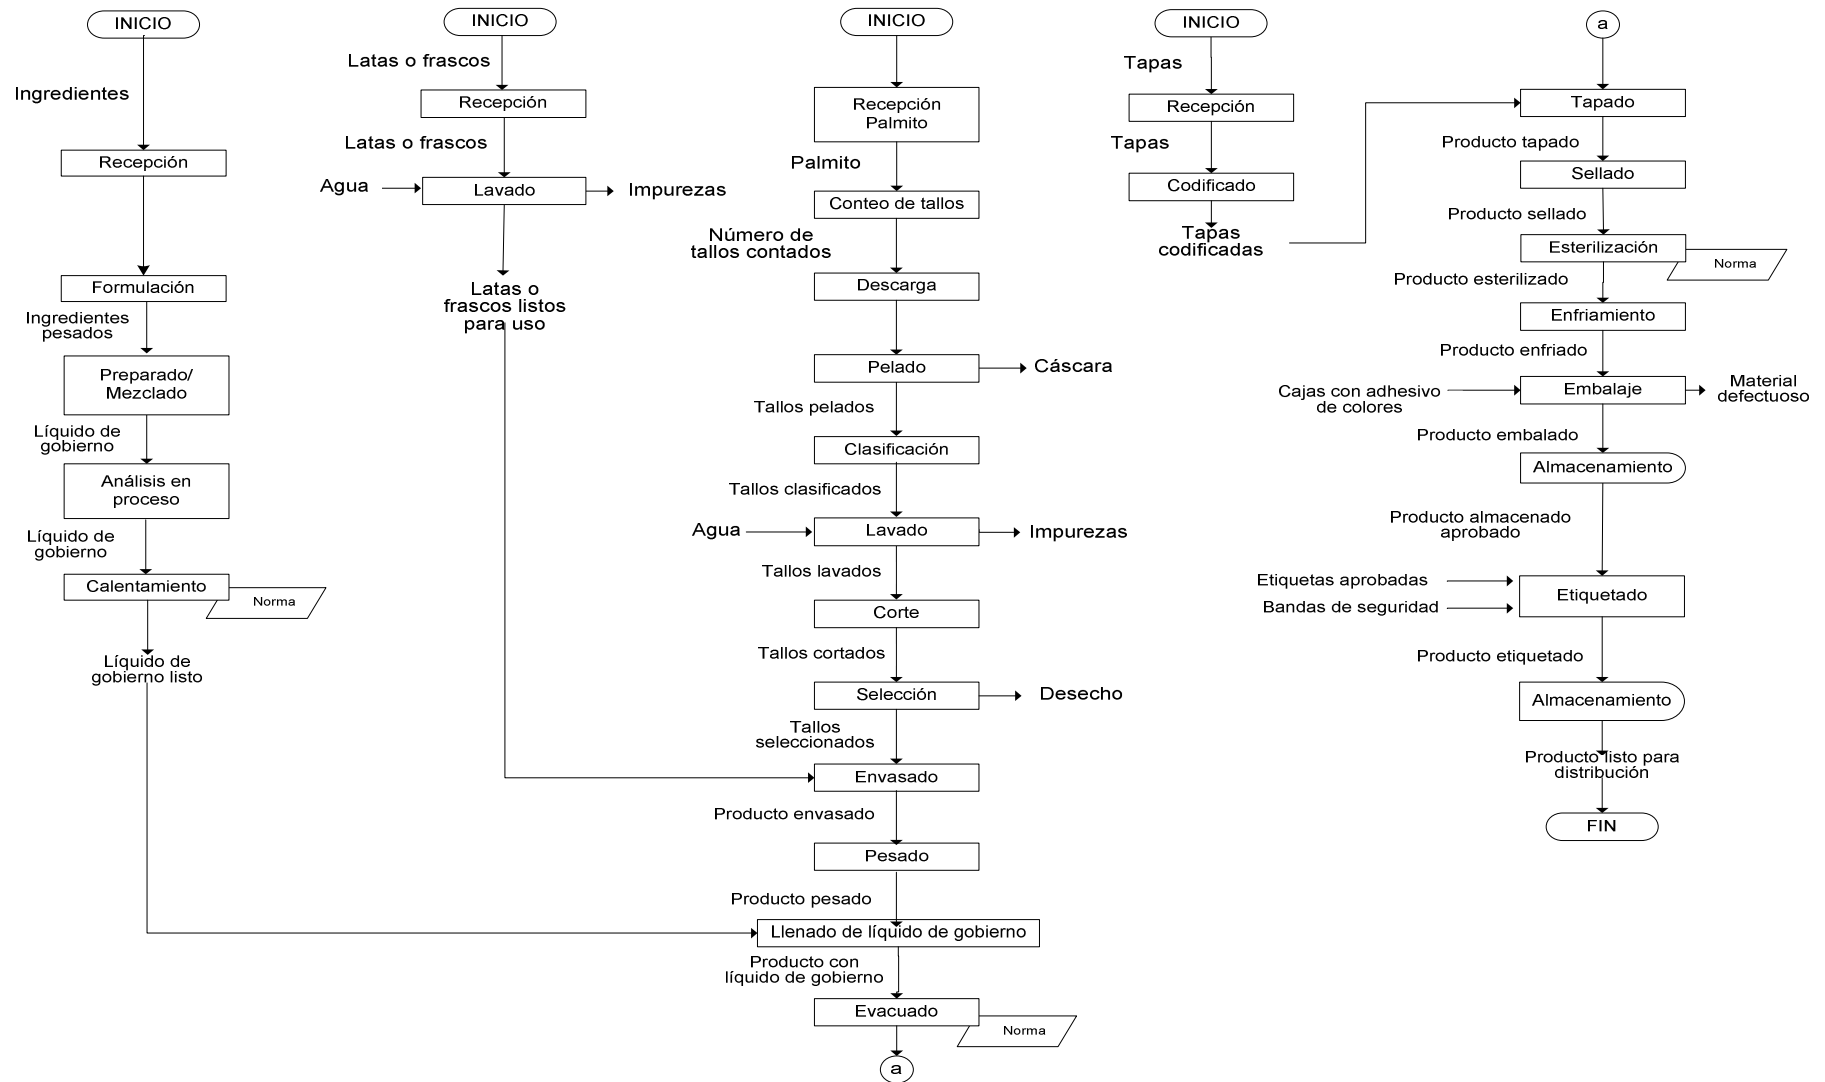 INICIO
Ingredientes
Recepción
Formulación
Ingredientes
pesados
Preparado/
Mezclado
Líquido de
gobierno
Análisis en
proceso
Líquido de
gobierno
Calentamiento
Norma
Líquido de
gobierno listo
INICIO
Latas o frascos
Recepción
Latas o frascos
Agua
Lavado
Impurezas
Latas o
frascos listos
para uso
INICIO
Recepción
Palmito
Palmito
Conteo de tallos
Número de
tallos contados
Descarga
Pelado
Cáscara
Tallos pelados
Clasificación
Tallos clasificados
Agua
Lavado
Impurezas
Tallos lavados
Corte
Tallos cortados
Selección
Desecho
Tallos
seleccionados
Envasado
Producto envasado
Pesado
Producto pesado
Llenado de líquido de gobierno
Producto con
líquido de gobierno
Evacuado
Norma
a
INICIO
Tapas
Recepción
Tapas
Codificado
Tapas
codificadas
a
Tapado
Producto tapado
Sellado
Producto sellado
Esterilización
Norma
Producto esterilizado
Enfriamiento
Producto enfriado
Cajas con adhesivo
de colores
Embalaje
Material
defectuoso
Producto embalado
Almacenamiento
Producto almacenado
aprobado
Etiquetas aprobadas
Bandas de seguridad
Etiquetado
Producto etiquetado
Almacenamiento
Producto listo para
distribución
FIN